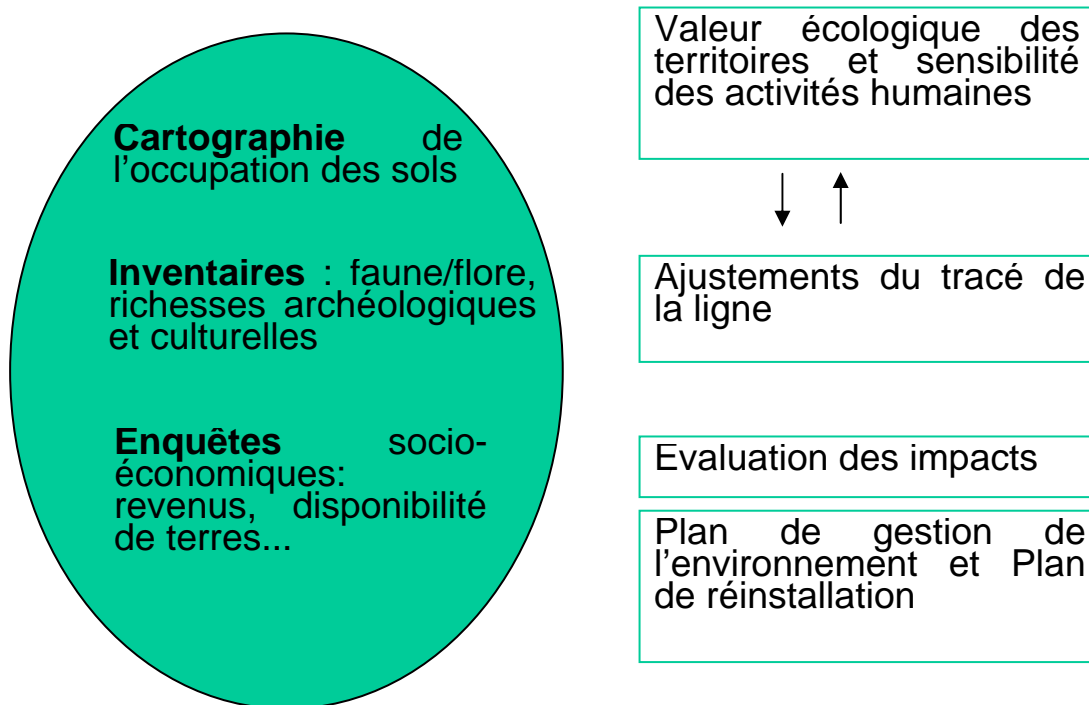 Cartographie de
l’occupation des sols
Inventaires : faune/flore,
richesses archéologiques
et culturelles
Enquêtes socio-
économiques:
revenus, disponibilité
de terres...
Valeur écologique des
territoires et sensibilité
des activités humaines
Ajustements du tracé de
la ligne
Evaluation des impacts
Plan de gestion de
l’environnement et Plan
de réinstallation